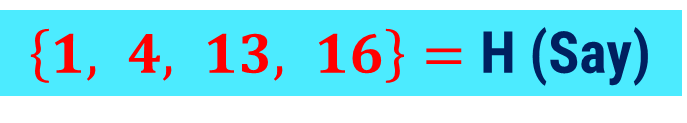 {1, 4, 13, 16} = H (Say)